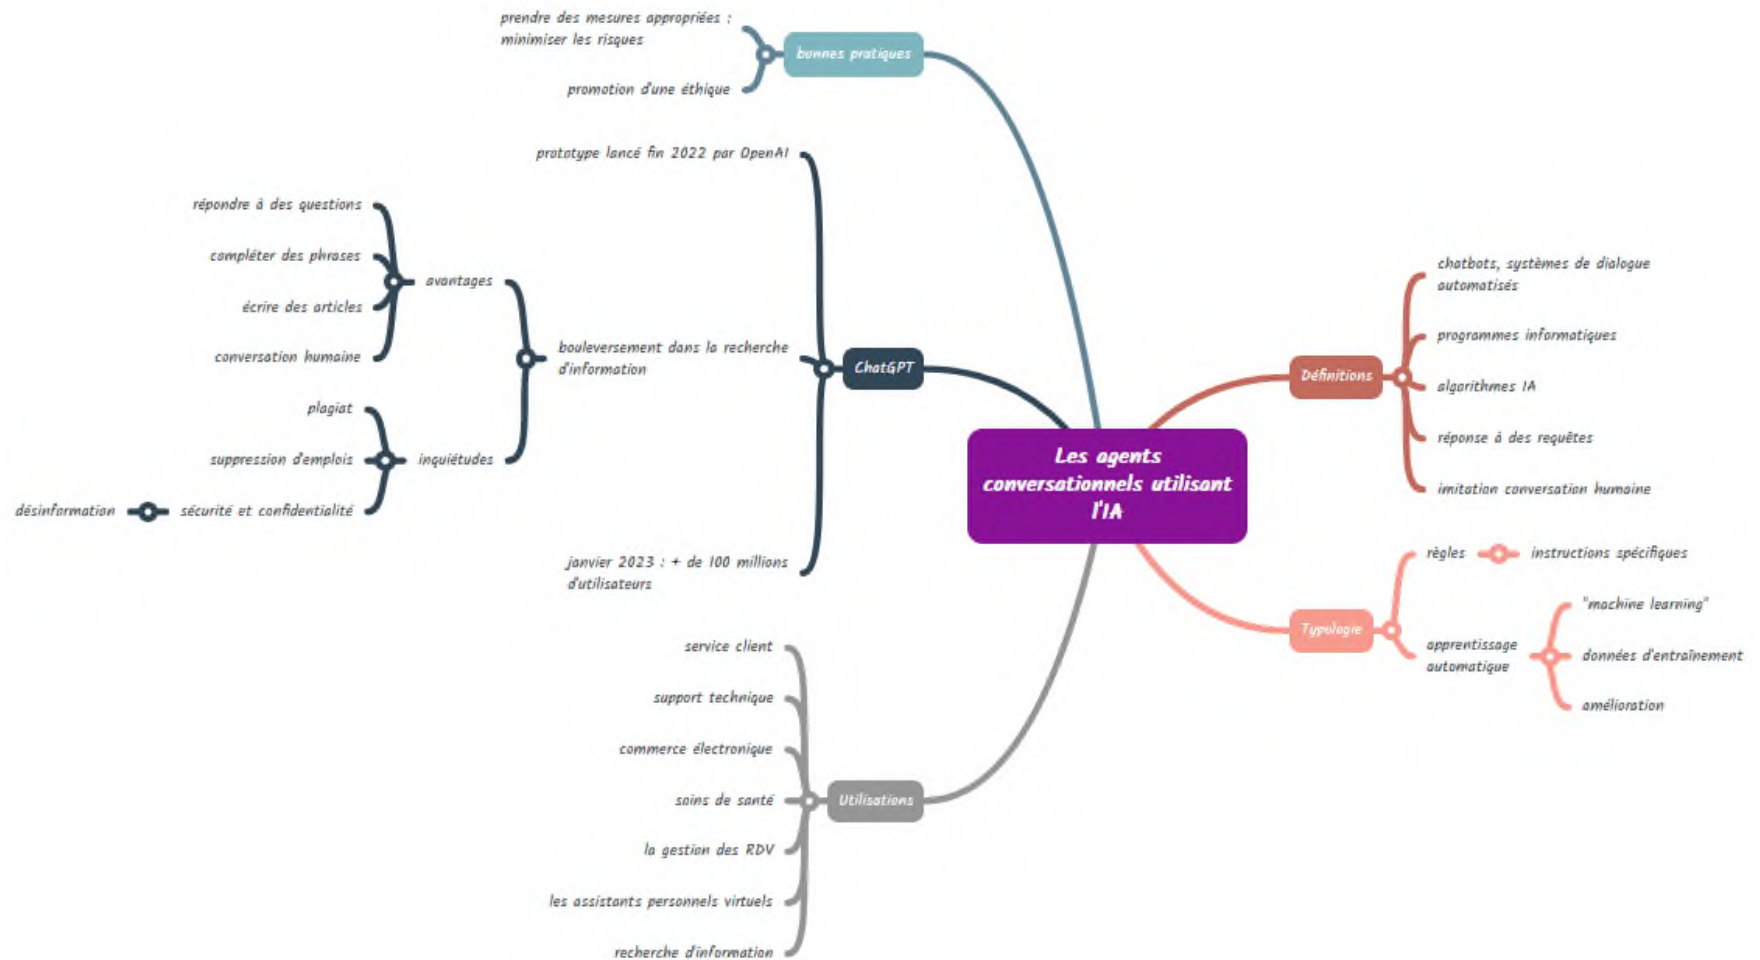 prendre des mesures appropriées :
minimiser les risques
bonnes pratiques
promotion d'une éthique
prototype lancé fin 2022 par OpenAI
répondre à des questions
compléter des phrases
avantages
écrire des articles
conversation humaine
bouleversement dans la recherche
d'information
ChatGPT
plagiat
suppression d'emplois
inquiétudes
désinformation
sécurité et confidentialité
janvier 2023 : + de 100 millions
d'utilisateurs
Les agents
conversationnels utilisant
l'IA
chatbots, systèmes de dialogue
automatisés
programmes informatiques
Définitions
algorithmes IA
réponse à des requêtes
imitation conversation humaine
règles
instructions spécifiques
Typologie
"machine learning"
apprentissage
automatique
données d'entraînement
amélioration
service client
support technique
commerce électronique
soins de santé
Utilisations
la gestion des RDV
les assistants personnels virtuels
recherche d'information